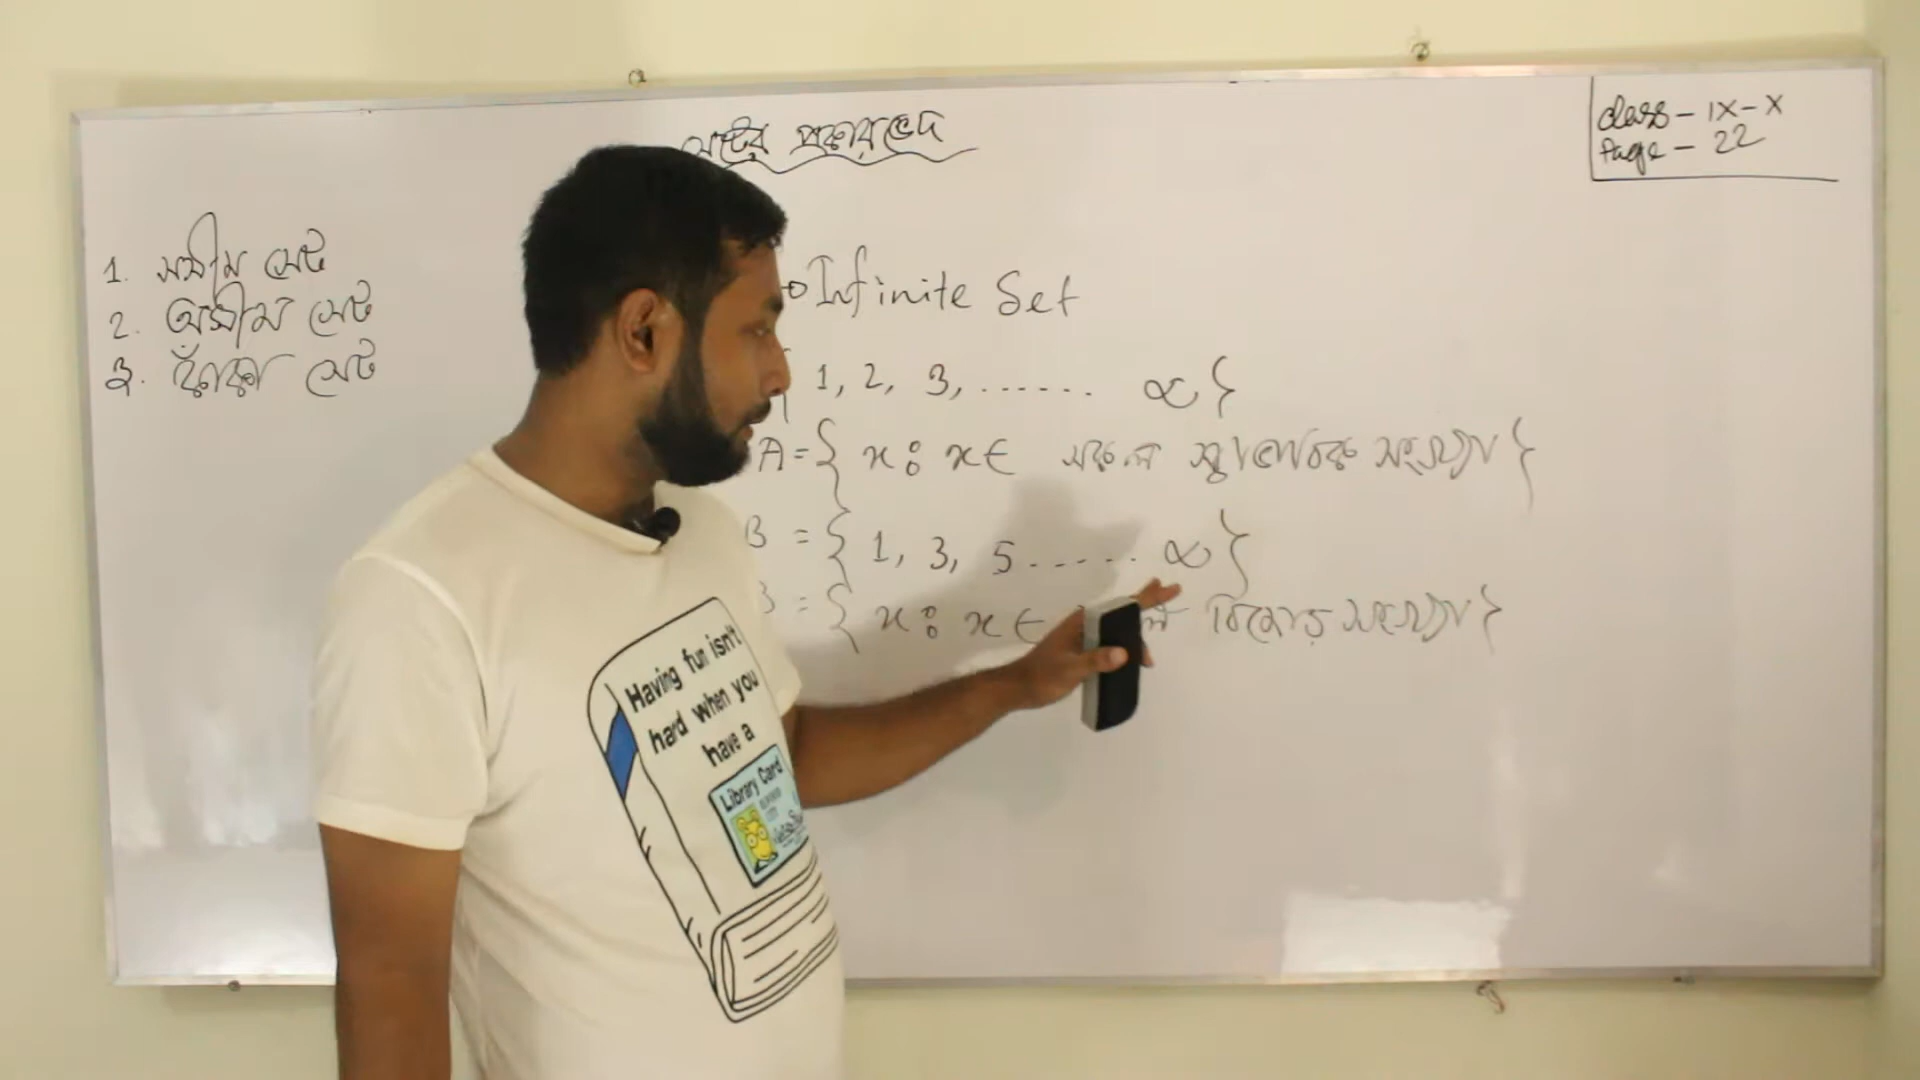 সেটের প্রকারভেদ
class - IX - X
Page - 22
1. সসীম সেট
2. অসীম সেট
3. ফাঁকা সেট
Infinite Set
{ 1, 2, 3, ...... ∝ }
A = { x : x ∈ সকল স্বাভাবিক সংখ্যা }
B = { 1, 3, 5 ...... ∝ }
B = { x : x ∈ বিজোড় সংখ্যা }
Having fun isn't
hard when you
have a
Library Card